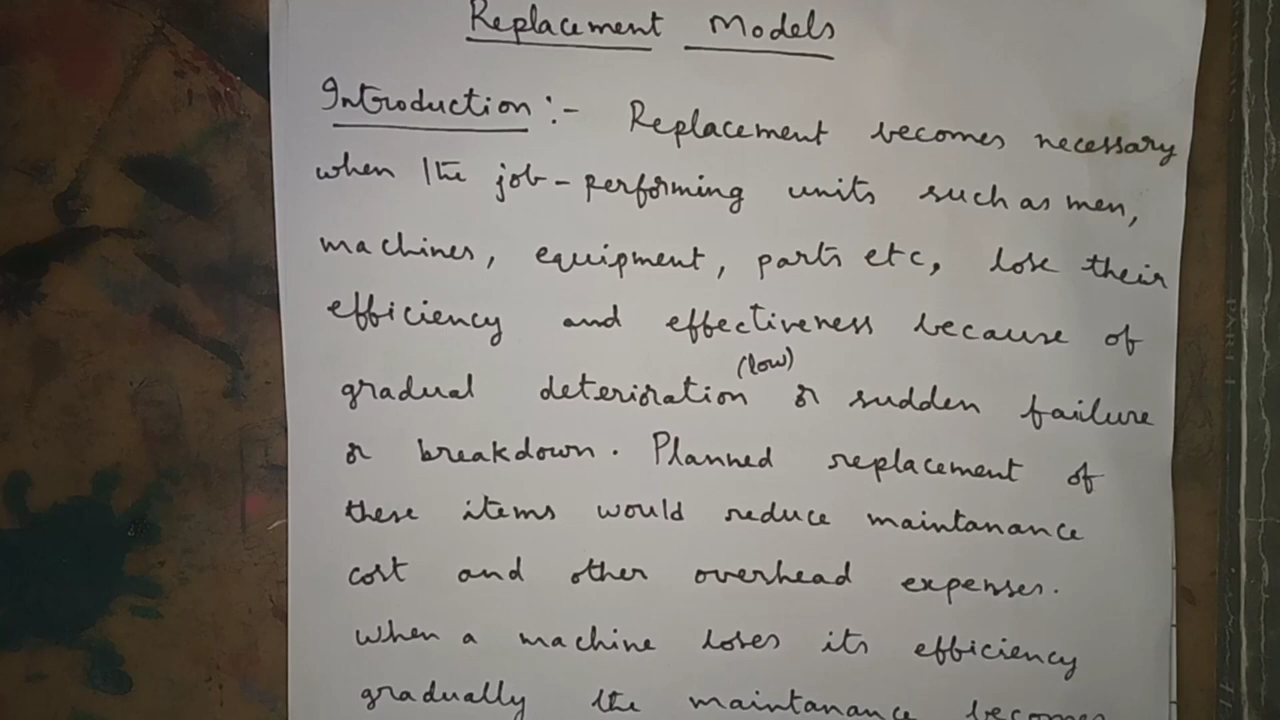 Replacement Models
Introduction :- Replacement becomes necessary
when the job-performing units such as men,
machines, equipment, parts etc, lose their
efficiency and effectiveness because of
(low)
gradual deterioration or sudden failure
or breakdown. Planned replacement of
these items would reduce maintanance
cost and other overhead expenses.
When a machine loses its efficiency
gradually the maintanance becomes